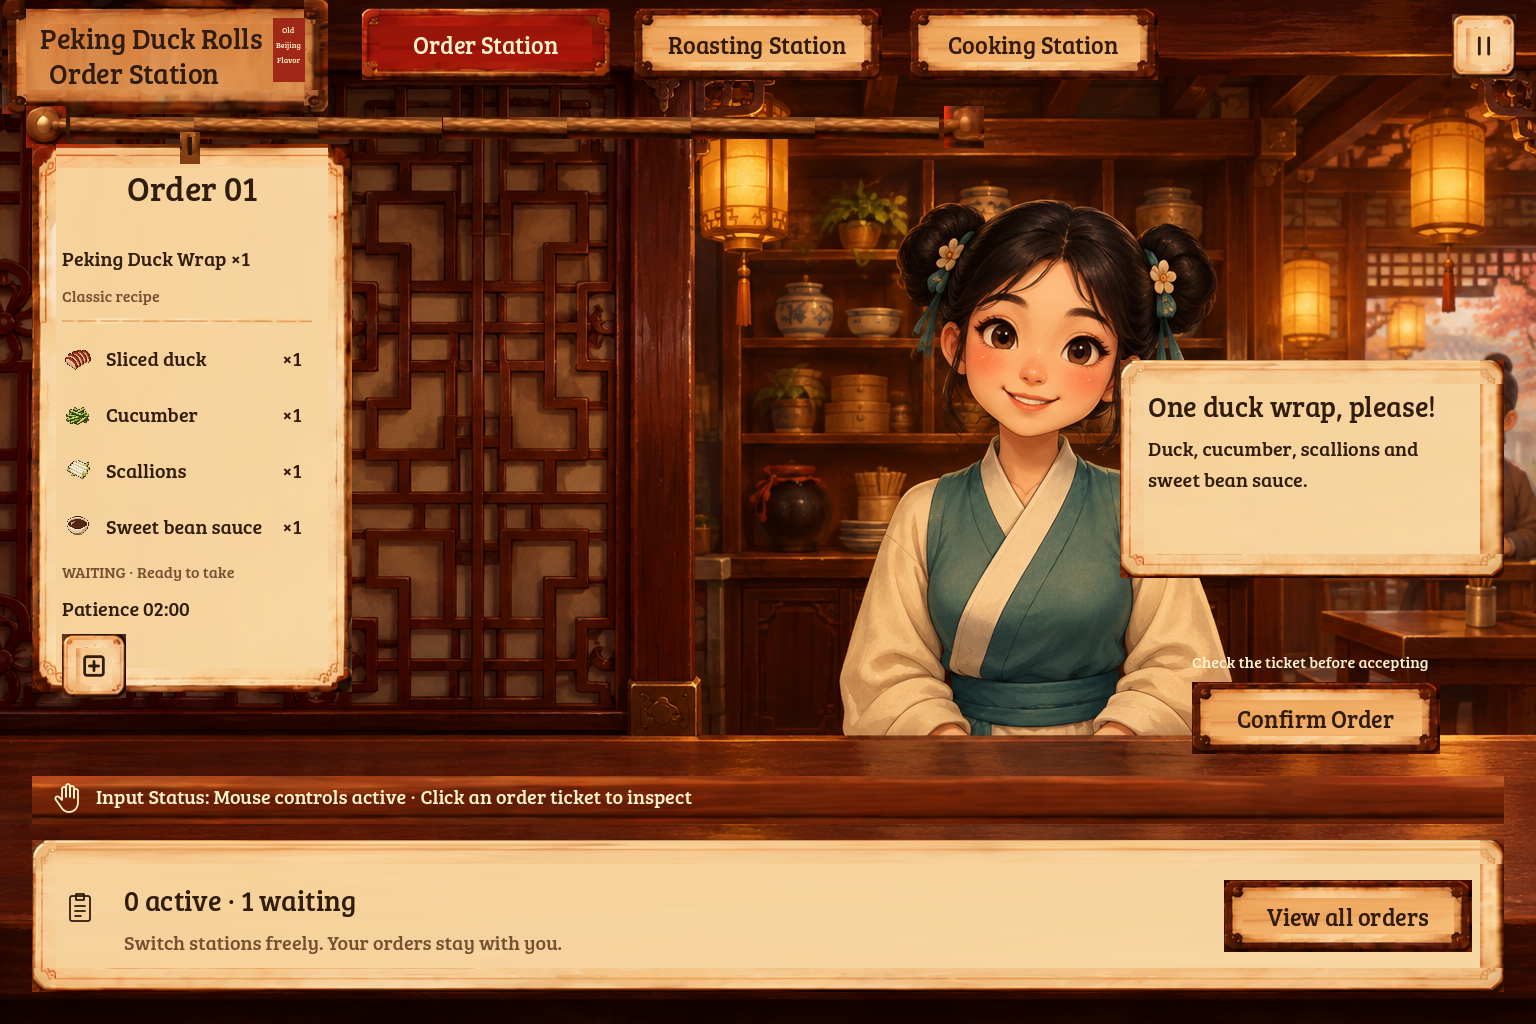 Peking Duck Rolls
Order Station
Old
Beijing
Flavor
Order Station
Roasting Station
Cooking Station
Order 01
Peking Duck Wrap ×1
Classic recipe
Sliced duck ×1
Cucumber ×1
Scallions ×1
Sweet bean sauce ×1
WAITING · Ready to take
Patience 02:00
One duck wrap, please!
Duck, cucumber, scallions and
sweet bean sauce.
Check the ticket before accepting
Confirm Order
Input Status: Mouse controls active · Click an order ticket to inspect
0 active · 1 waiting
Switch stations freely. Your orders stay with you.
View all orders